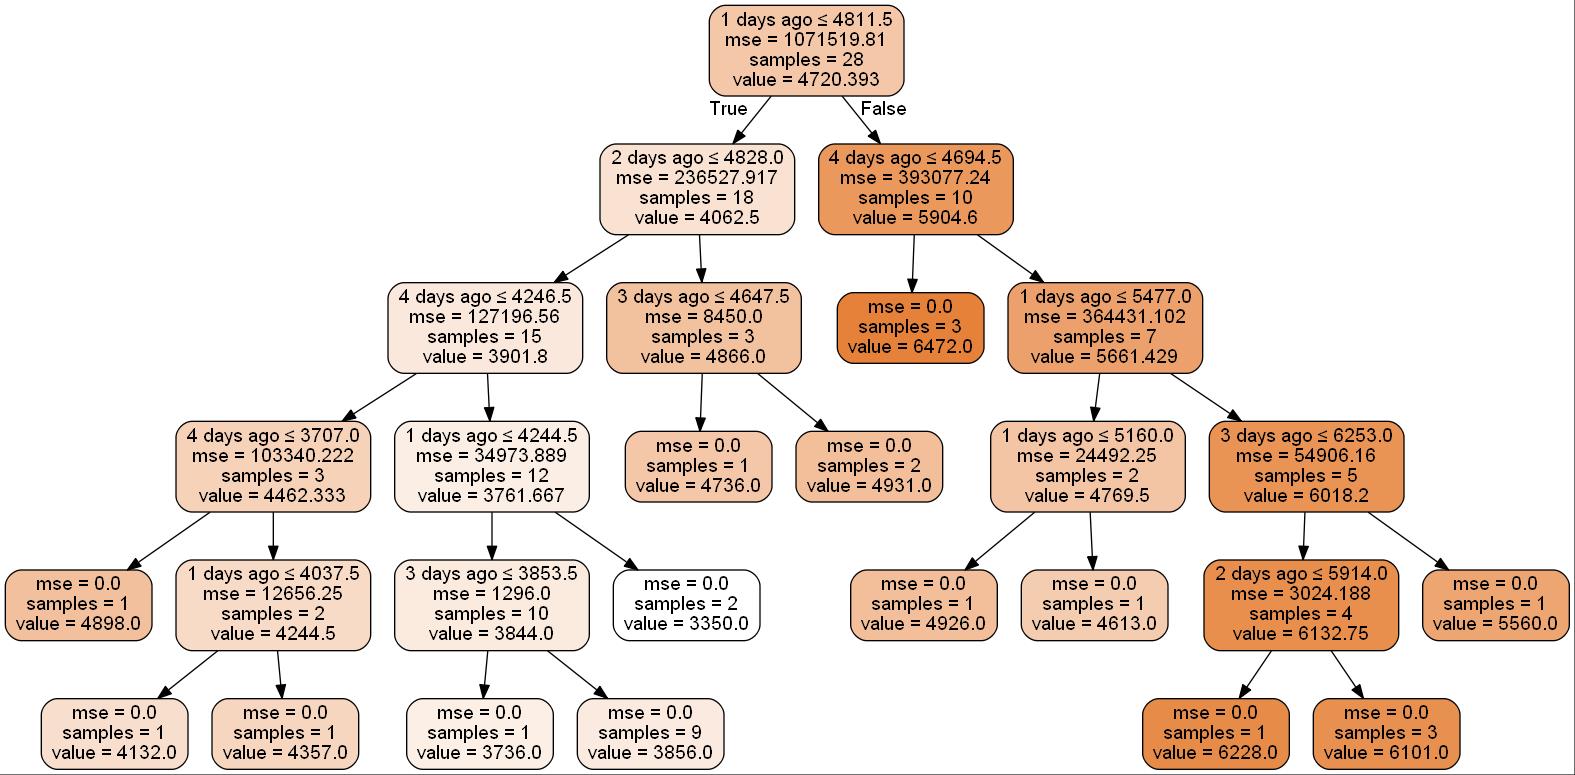 1 days ago ≤ 4811.5
mse = 1071519.81
samples = 28
value = 4720.393
True
False
2 days ago ≤ 4828.0
mse = 236527.917
samples = 18
value = 4062.5
4 days ago ≤ 4694.5
mse = 393077.24
samples = 10
value = 5904.6
4 days ago ≤ 4246.5
mse = 127196.56
samples = 15
value = 3901.8
3 days ago ≤ 4647.5
mse = 8450.0
samples = 3
value = 4866.0
mse = 0.0
samples = 3
value = 6472.0
1 days ago ≤ 5477.0
mse = 364431.102
samples = 7
value = 5661.429
4 days ago ≤ 3707.0
mse = 103340.222
samples = 3
value = 4462.333
1 days ago ≤ 4244.5
mse = 34973.889
samples = 12
value = 3761.667
mse = 0.0
samples = 1
value = 4736.0
mse = 0.0
samples = 2
value = 4931.0
1 days ago ≤ 5160.0
mse = 24492.25
samples = 2
value = 4769.5
3 days ago ≤ 6253.0
mse = 54906.16
samples = 5
value = 6018.2
mse = 0.0
samples = 1
value = 4898.0
1 days ago ≤ 4037.5
mse = 12656.25
samples = 2
value = 4244.5
3 days ago ≤ 3853.5
mse = 1296.0
samples = 10
value = 3844.0
mse = 0.0
samples = 2
value = 3350.0
mse = 0.0
samples = 1
value = 4926.0
mse = 0.0
samples = 1
value = 4613.0
2 days ago ≤ 5914.0
mse = 3024.188
samples = 4
value = 6132.75
mse = 0.0
samples = 1
value = 5560.0
mse = 0.0
samples = 1
value = 4132.0
mse = 0.0
samples = 1
value = 4357.0
mse = 0.0
samples = 1
value = 3736.0
mse = 0.0
samples = 9
value = 3856.0
mse = 0.0
samples = 1
value = 6228.0
mse = 0.0
samples = 3
value = 6101.0